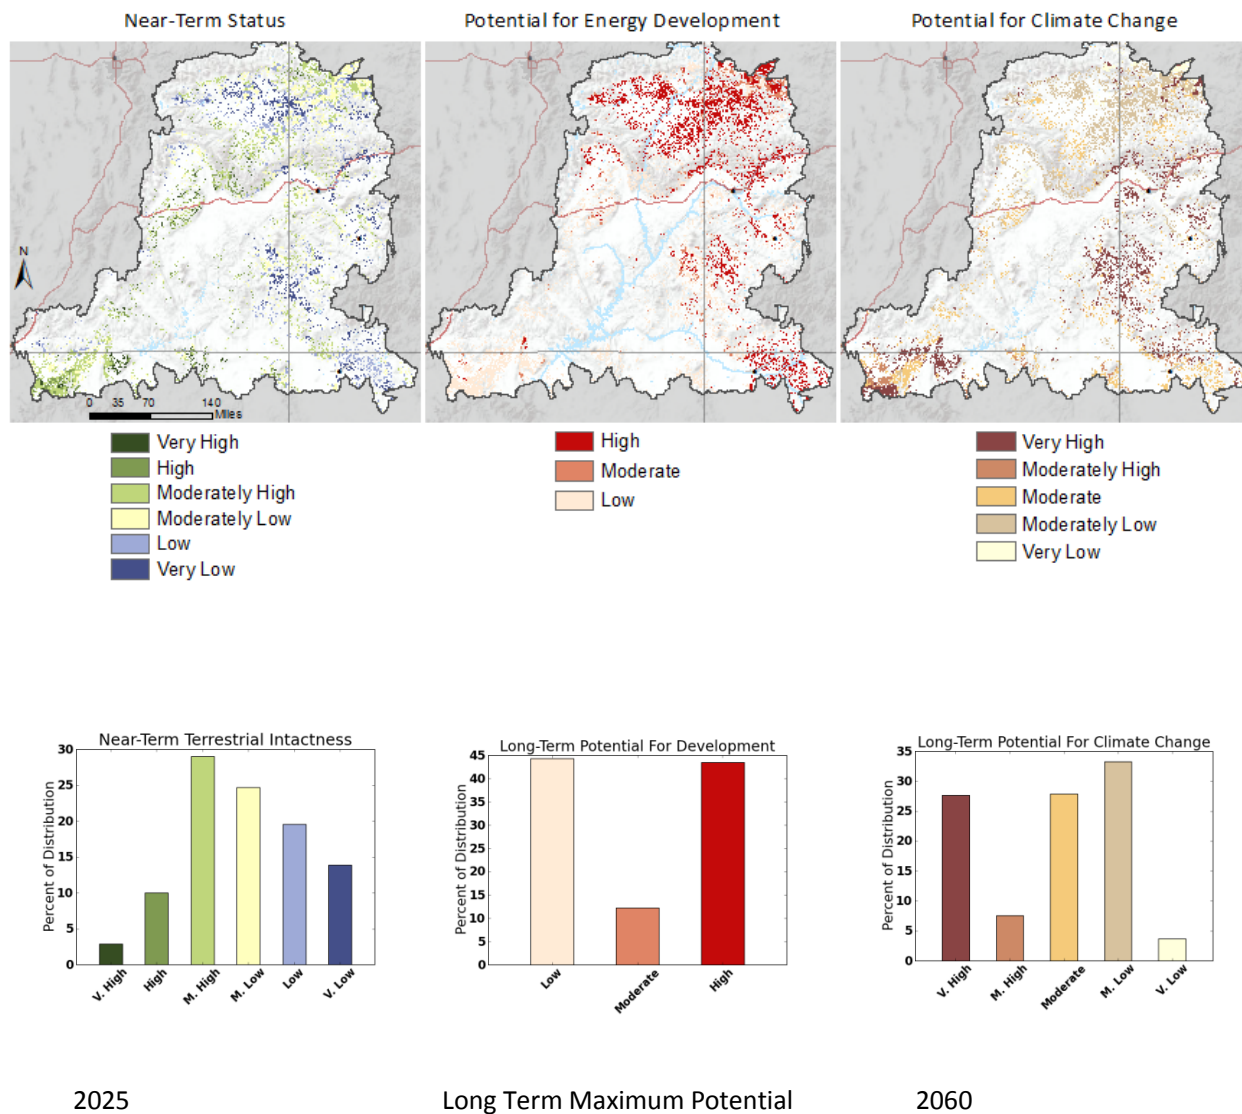 Near-Term Status
Potential for Energy Development
Potential for Climate Change
N
0 35 70 140
Miles
Very High
High
Moderately High
Moderately Low
Low
Very Low
High
Moderate
Low
Very High
Moderately High
Moderate
Moderately Low
Very Low
Near-Term Terrestrial Intactness
Percent of Distribution
30
25
20
15
10
5
0
V. High
High
M. High
M. Low
Low
V. Low
Long-Term Potential For Development
Percent of Distribution
45
40
35
30
25
20
15
10
5
0
Low
Moderate
High
Long-Term Potential For Climate Change
Percent of Distribution
35
30
25
20
15
10
5
0
V. High
M. High
Moderate
M. Low
V. Low
2025
Long Term Maximum Potential
2060